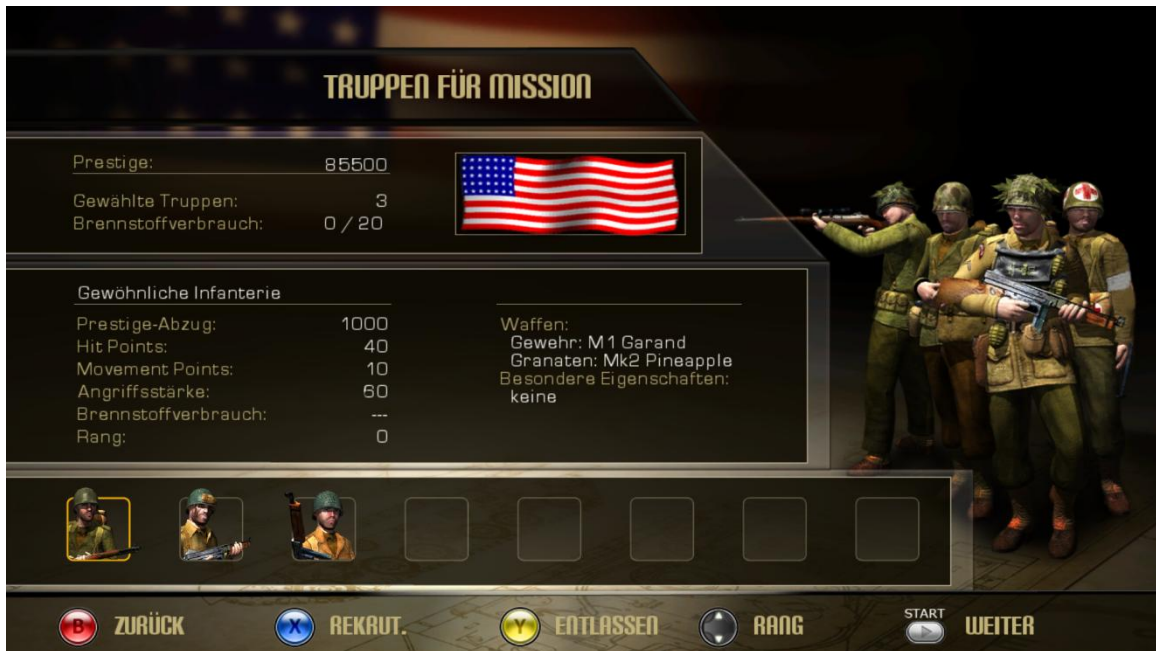 TRUPPEN FÜR MISSION
Prestige: 85500
Gewählte Truppen: 3
Brennstoffverbrauch: 0 / 20
Gewöhnliche Infanterie
Prestige-Abzug: 1000
Hit Points: 40
Movement Points: 10
Angriffsstärke: 60
Brennstoffverbrauch: ---
Rang: 0
Waffen:
Gewehr: M1 Garand
Granaten: Mk2 Pineapple
Besondere Eigenschaften:
keine
B ZURÜCK X REKRUT. Y ENTLASSEN RANG START WEITER